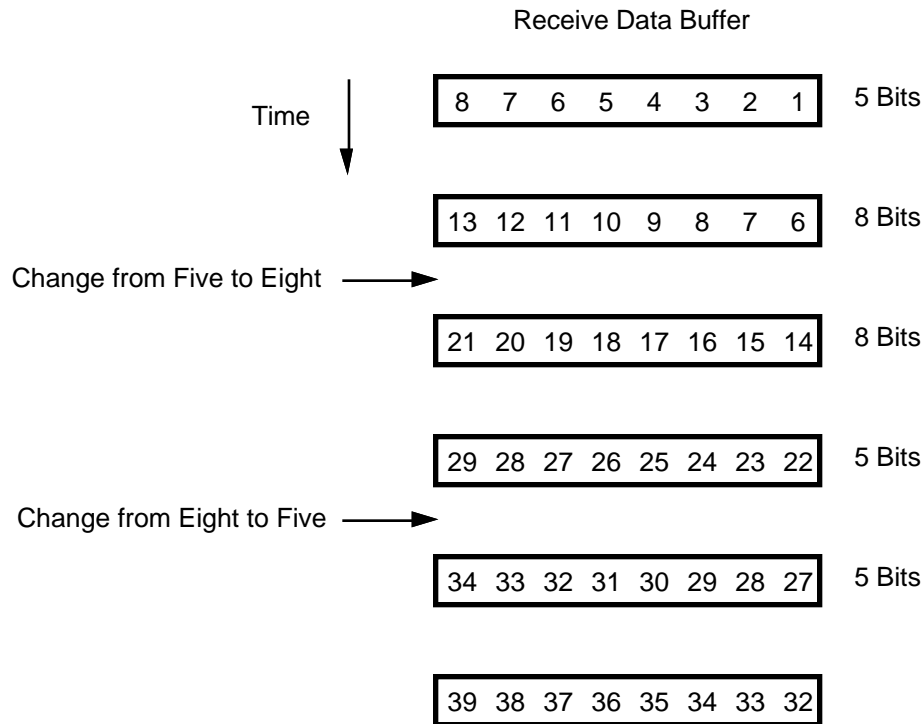 Receive Data Buffer
Time
8 7 6 5 4 3 2 1 5 Bits
13 12 11 10 9 8 7 6 8 Bits
Change from Five to Eight
21 20 19 18 17 16 15 14 8 Bits
29 28 27 26 25 24 23 22 5 Bits
Change from Eight to Five
34 33 32 31 30 29 28 27 5 Bits
39 38 37 36 35 34 33 32